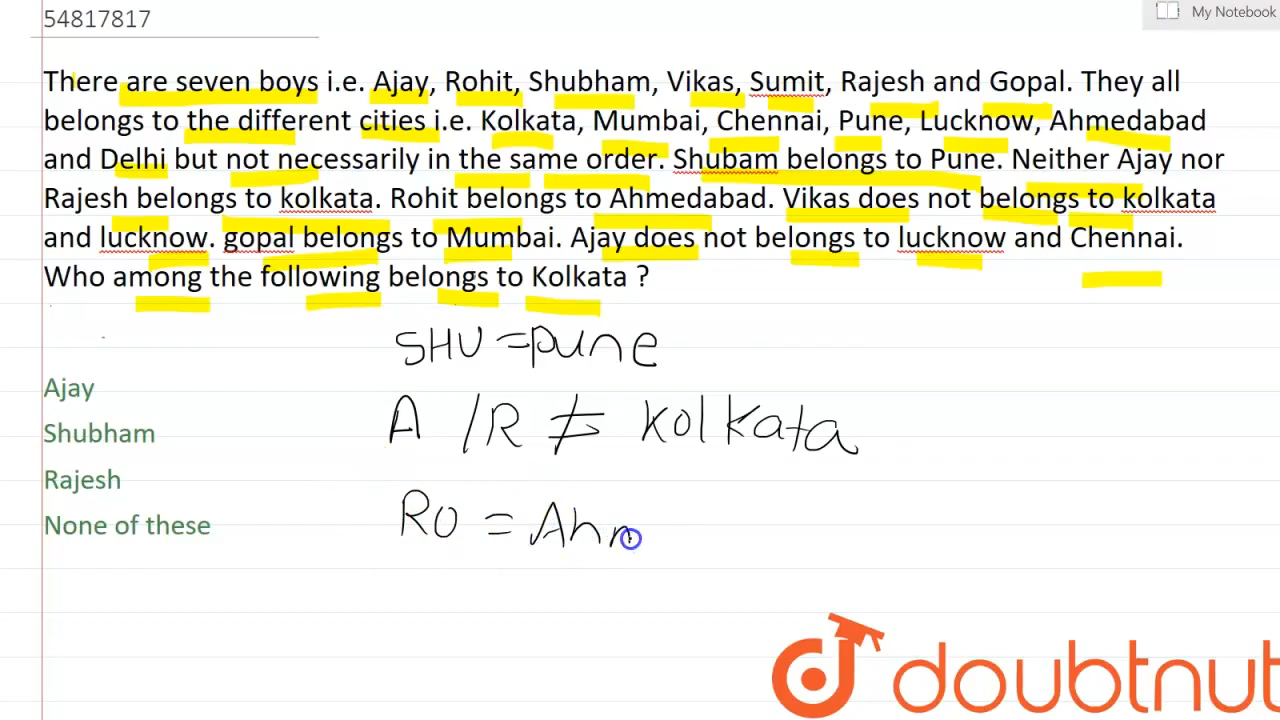 54817817
My Notebook
There are seven boys i.e. Ajay, Rohit, Shubham, Vikas, Sumit, Rajesh and Gopal. They all
belongs to the different cities i.e. Kolkata, Mumbai, Chennai, Pune, Lucknow, Ahmedabad
and Delhi but not necessarily in the same order. Shubam belongs to Pune. Neither Ajay nor
Rajesh belongs to kolkata. Rohit belongs to Ahmedabad. Vikas does not belongs to kolkata
and lucknow. gopal belongs to Mumbai. Ajay does not belongs to lucknow and Chennai.
Who among the following belongs to Kolkata ?
SHU = pune
Ajay
A /R ≠ Kolkata
Shubham
Rajesh
RO = Ahm
None of these
doubtnut